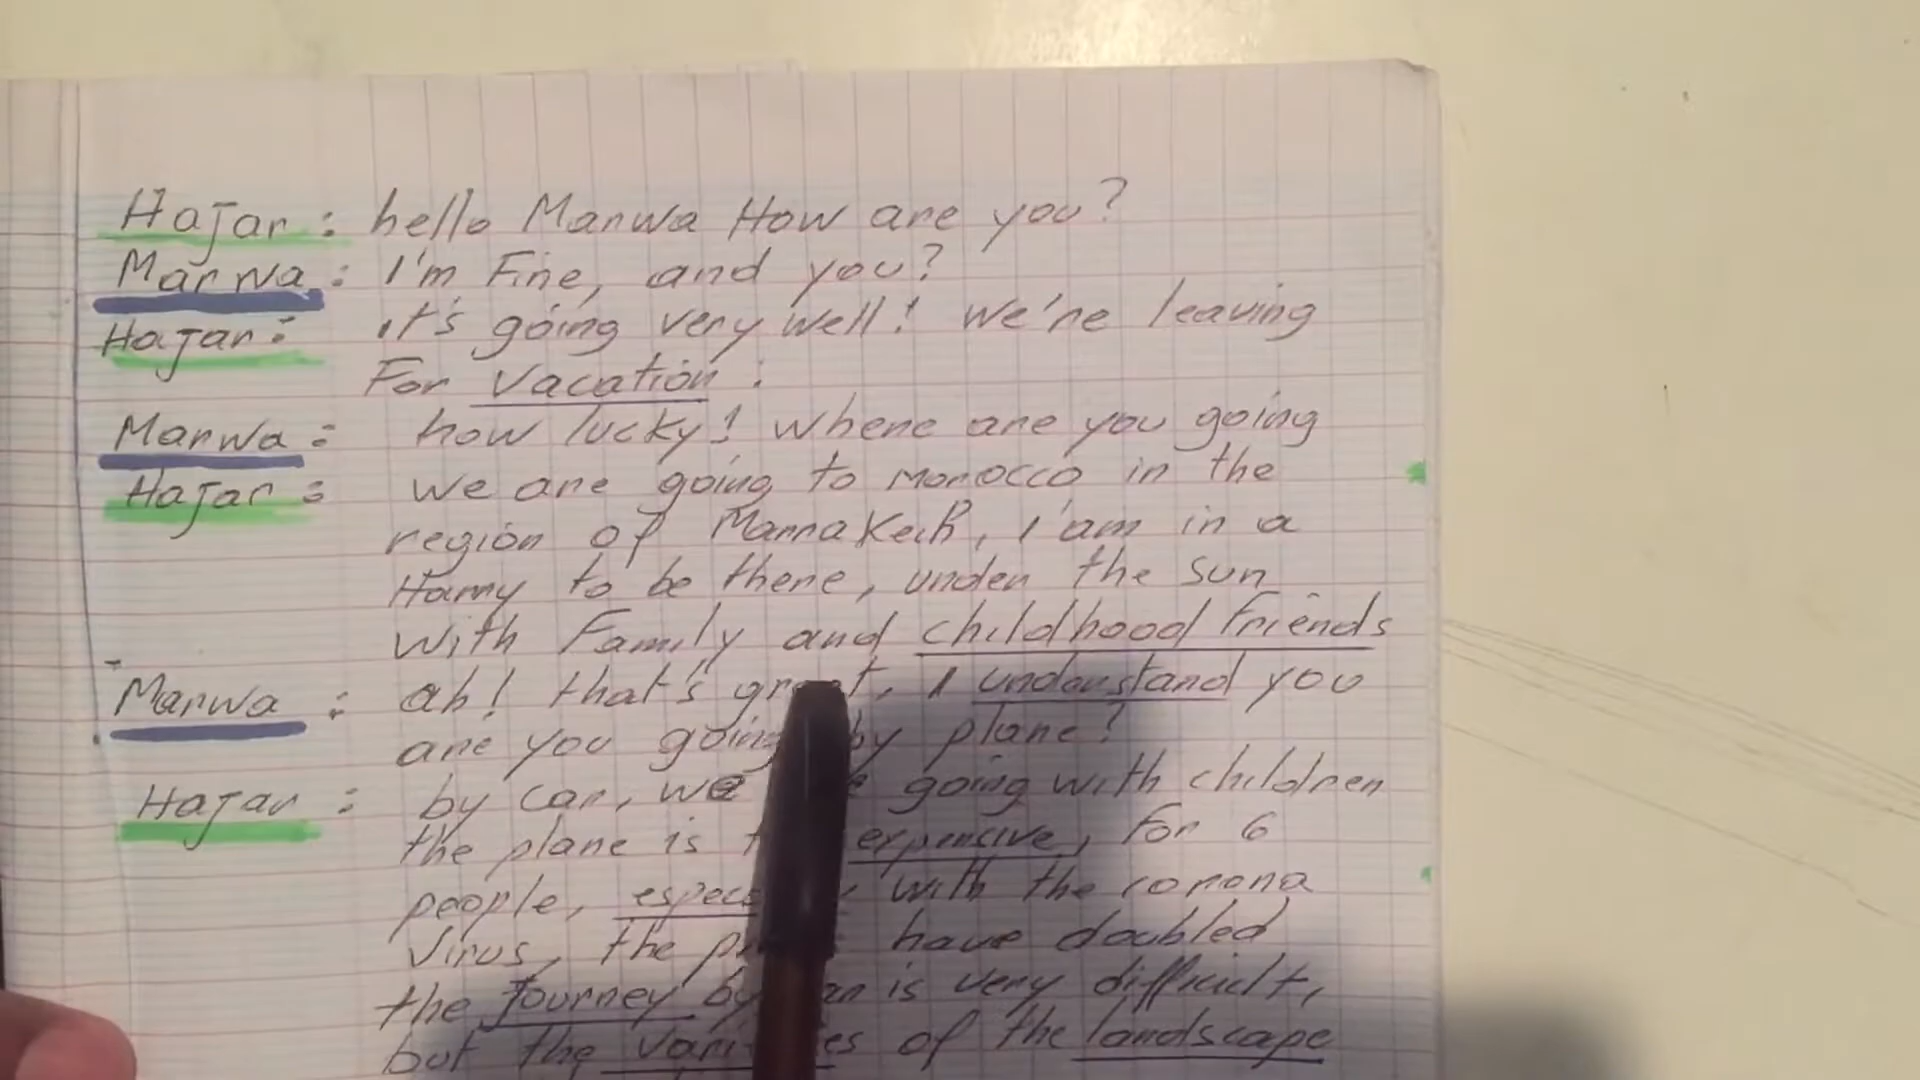 Hajar : hello Marwa How are you?
Marwa : I'm Fine, and you?
Hajar : it's going very well! We're leaving
For vacation :
Marwa : how lucky! where are you going
Hajar : we are going to Morocco in the
region of MarraKech, I'am in a
Harry to be there, under the sun
with Family and childhood Friends
Marwa : ah! that's great, I understand you
are you going by plane?
Hajar : by car, we going with children
the plane is expensive, For 6
people, with the corona
Virus, the have doubled
the journey by is very difficult,
but the of the landscape